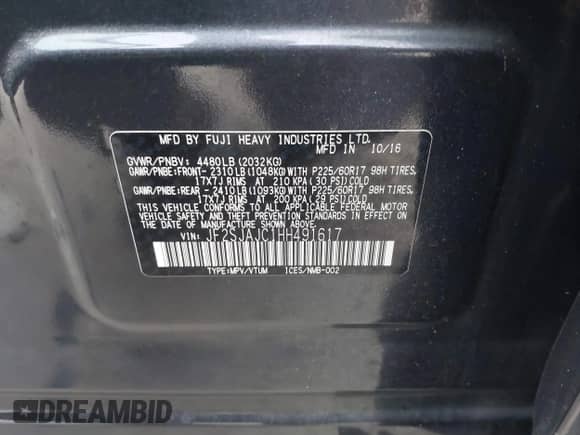 MFD BY FUJI HEAVY INDUSTRIES LTD.
MFD IN 10/16
GVWR/PNBV: 4480LB(2032KG)
GAWR/PNBE:FRONT- 2310LB(1048KG)WITH P225/60R17 98H TIRES,
17X7J RIMS AT 210 KPA( 30 PSI)COLD
GAWR/PNBE:REAR - 2410LB(1093KG)WITH P225/60R17 98H TIRES,
17X7J RIMS AT 200 KPA( 29 PSI)COLD
THIS VEHICLE CONFORMS TO ALL APPLICABLE FEDERAL MOTOR
VEHICLE SAFETY AND THEFT PREVENTION STANDARDS IN EFFECT ON
THE DATE OF MANUFACTURE SHOWN ABOVE.
VIN: JF2SJAJC1HH491617
TYPE:MPV/VTUM ICES/NMB-002
DREAMBID